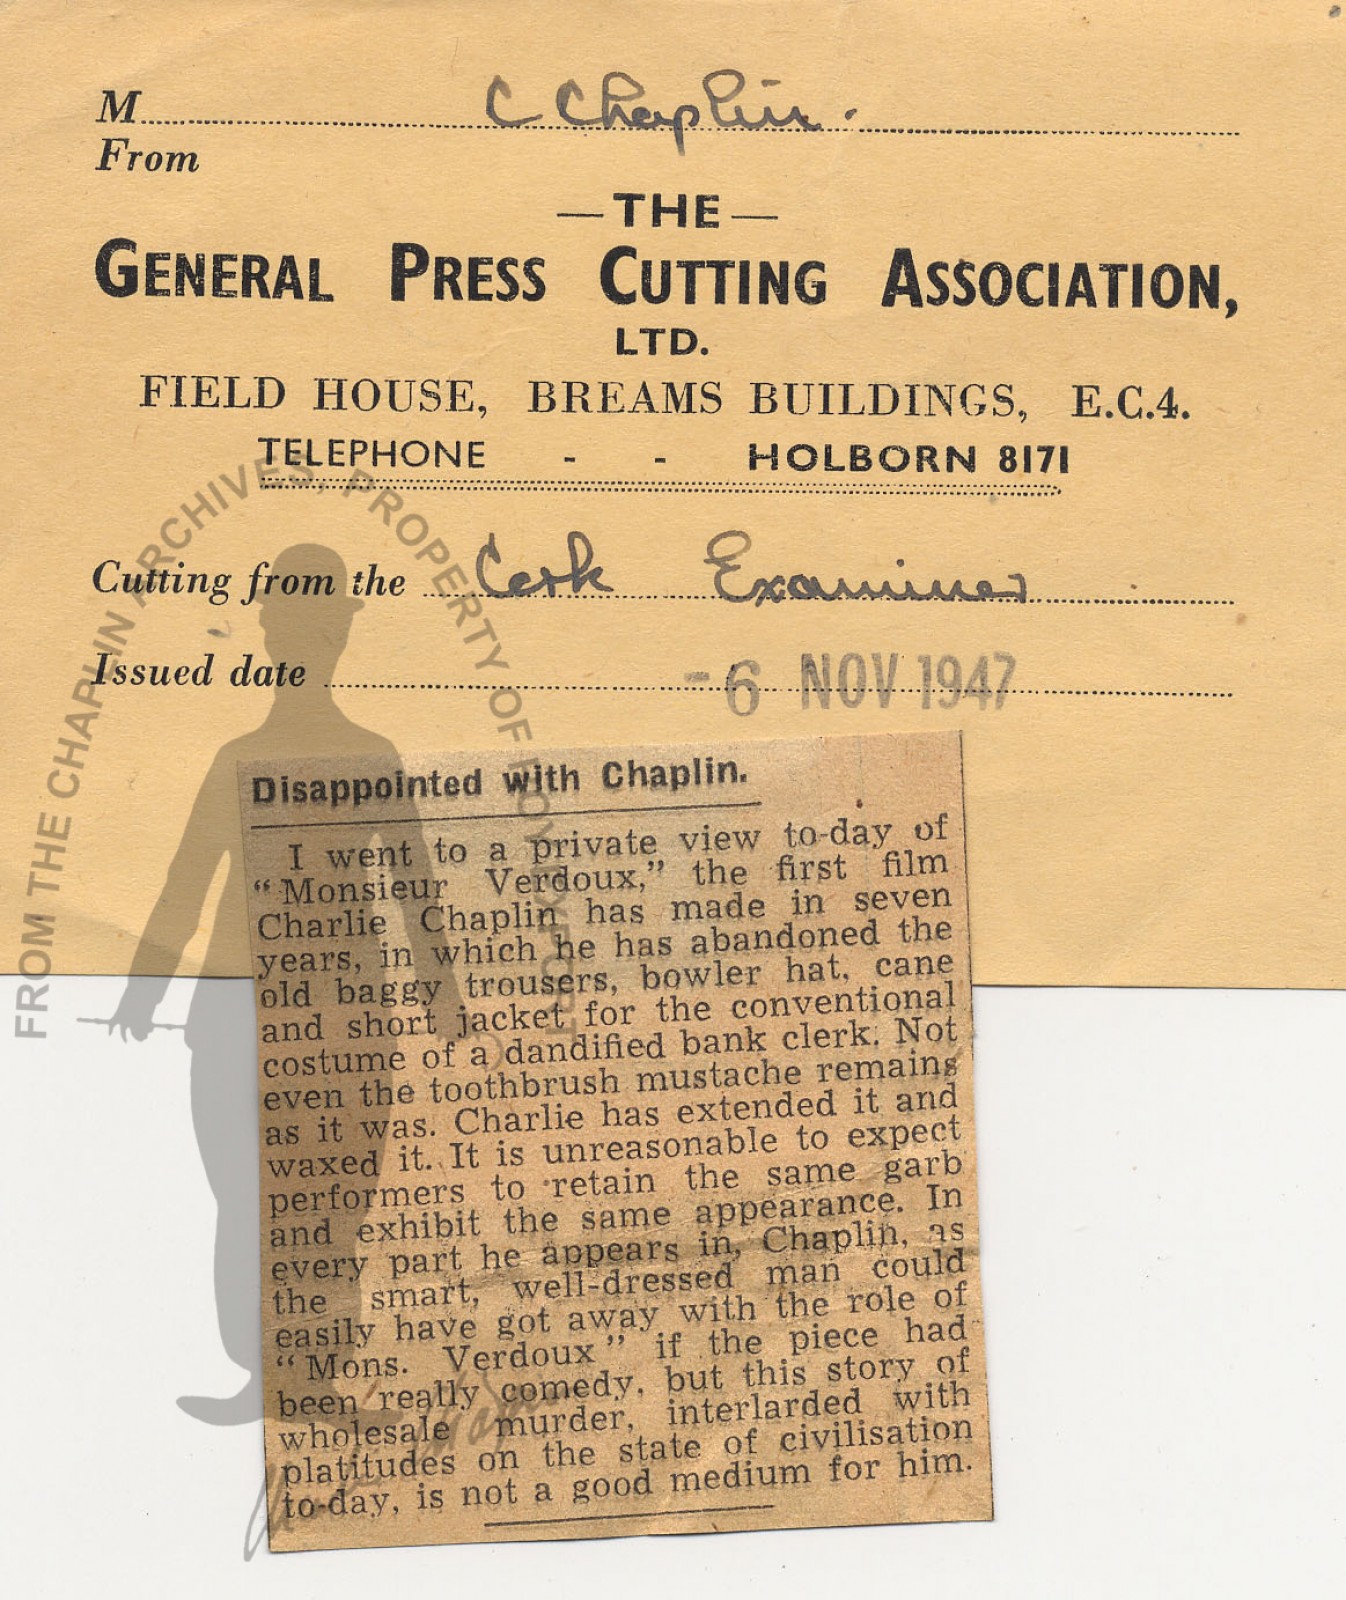 M C Chaplin.
From
— THE —
GENERAL PRESS CUTTING ASSOCIATION,
LTD.
FIELD HOUSE, BREAMS BUILDINGS, E.C.4.
TELEPHONE - - HOLBORN 8171
Cutting from the Cork Examiner
Issued date -6 NOV 1947
Disappointed with Chaplin.
I went to a private view to-day of
"Monsieur Verdoux," the first film
Charlie Chaplin has made in seven
years, in which he has abandoned the
old baggy trousers, bowler hat, cane
and short jacket for the conventional
costume of a dandified bank clerk. Not
even the toothbrush mustache remains
as it was. Charlie has extended it and
waxed it. It is unreasonable to expect
performers to retain the same garb
and exhibit the same appearance. In
every part he appears in, Chaplin, as
the smart, well-dressed man could
easily have got away with the role of
"Mons. Verdoux" if the piece had
been really comedy, but this story of
wholesale murder, interlarded with
platitudes on the state of civilisation
to-day, is not a good medium for him.
FROM THE CHAPLIN ARCHIVES, PROPERTY OF ROY EXPORT